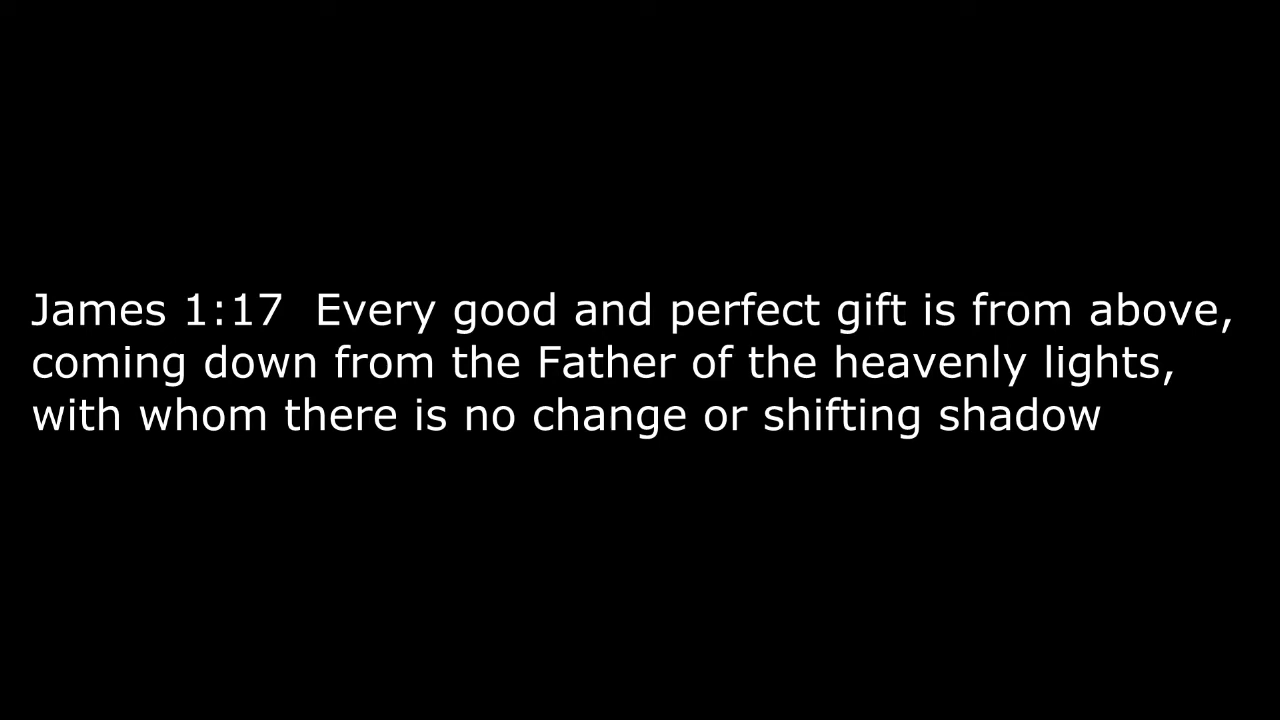 James 1:17  Every good and perfect gift is from above,
coming down from the Father of the heavenly lights,
with whom there is no change or shifting shadow